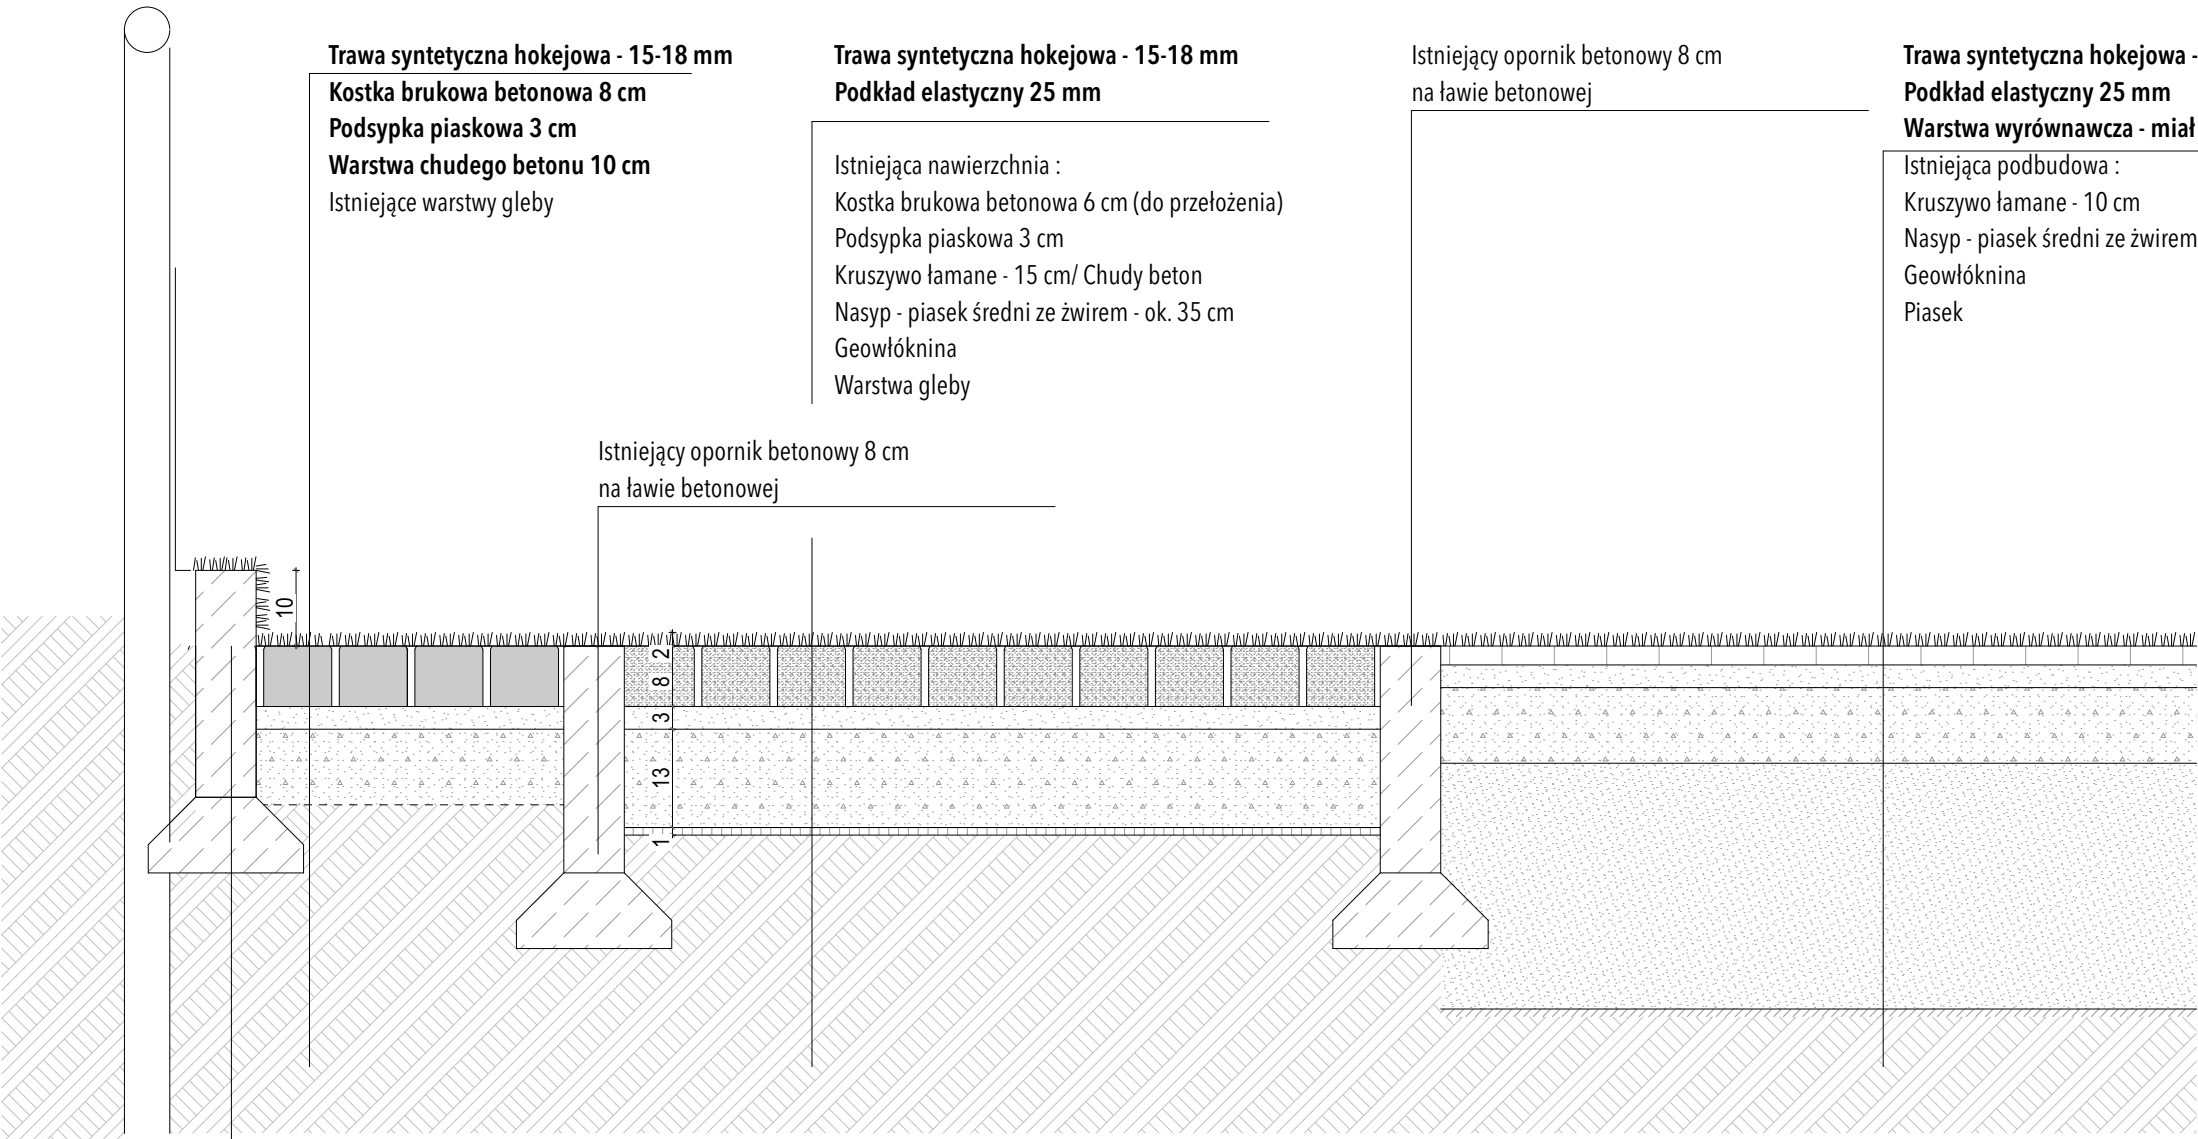 Trawa syntetyczna hokejowa - 15-18 mm
Kostka brukowa betonowa 8 cm
Podsypka piaskowa 3 cm
Warstwa chudego betonu 10 cm
Istniejące warstwy gleby
Trawa syntetyczna hokejowa - 15-18 mm
Podkład elastyczny 25 mm
Istniejąca nawierzchnia :
Kostka brukowa betonowa 6 cm (do przełożenia)
Podsypka piaskowa 3 cm
Kruszywo łamane - 15 cm/ Chudy beton
Nasyp - piasek średni ze żwirem - ok. 35 cm
Geowłóknina
Warstwa gleby
Istniejący opornik betonowy 8 cm
na ławie betonowej
Trawa syntetyczna hokejowa -
Podkład elastyczny 25 mm
Warstwa wyrównawcza - miał
Istniejąca podbudowa :
Kruszywo łamane - 10 cm
Nasyp - piasek średni ze żwirem
Geowłóknina
Piasek
Istniejący opornik betonowy 8 cm
na ławie betonowej
10
2
8
3
13
1